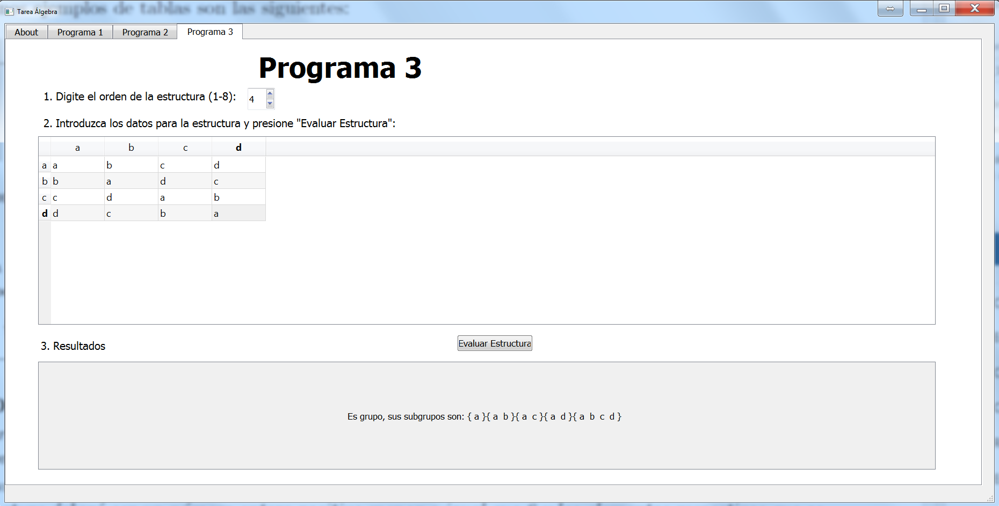 ejemplos de tablas son las siguientes:
Tarea Álgebra
About Programa 1 Programa 2 Programa 3
Programa 3
1. Digite el orden de la estructura (1-8): 4
2. Introduzca los datos para la estructura y presione "Evaluar Estructura":
a b c d
a a b c d
b b a d c
c c d a b
d d c b a
3. Resultados
Evaluar Estructura
Es grupo, sus subgrupos son: { a }{ a b }{ a c }{ a d }{ a b c d }